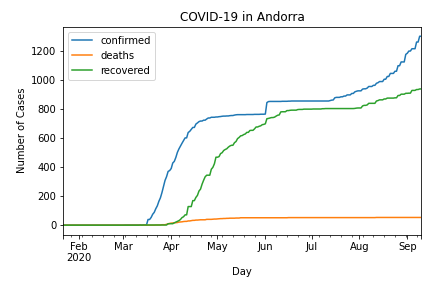 COVID-19 in Andorra
confirmed
deaths
recovered
Number of Cases
1200
1000
800
600
400
200
0
Feb Mar Apr May Jun Jul Aug Sep
2020
Day